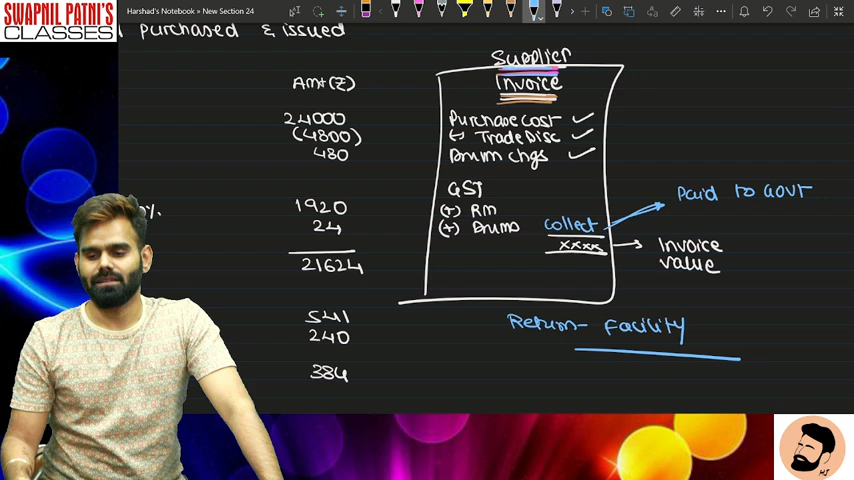 SWAPNIL PATNI'S
CLASSES
Harshad's Notebook » New Section 24
purchased & issued
Amt(₹)
24000
(4800)
480
%.
1920
24
21624
541
240
384
Supplier
Invoice
Purchase Cost ✓
(-) Trade Disc ✓
Drum chgs ✓
GST
(+) RM
(+) Drums collect
xxxx
Paid to GOVT
Invoice
value
Return - Facility
HJ